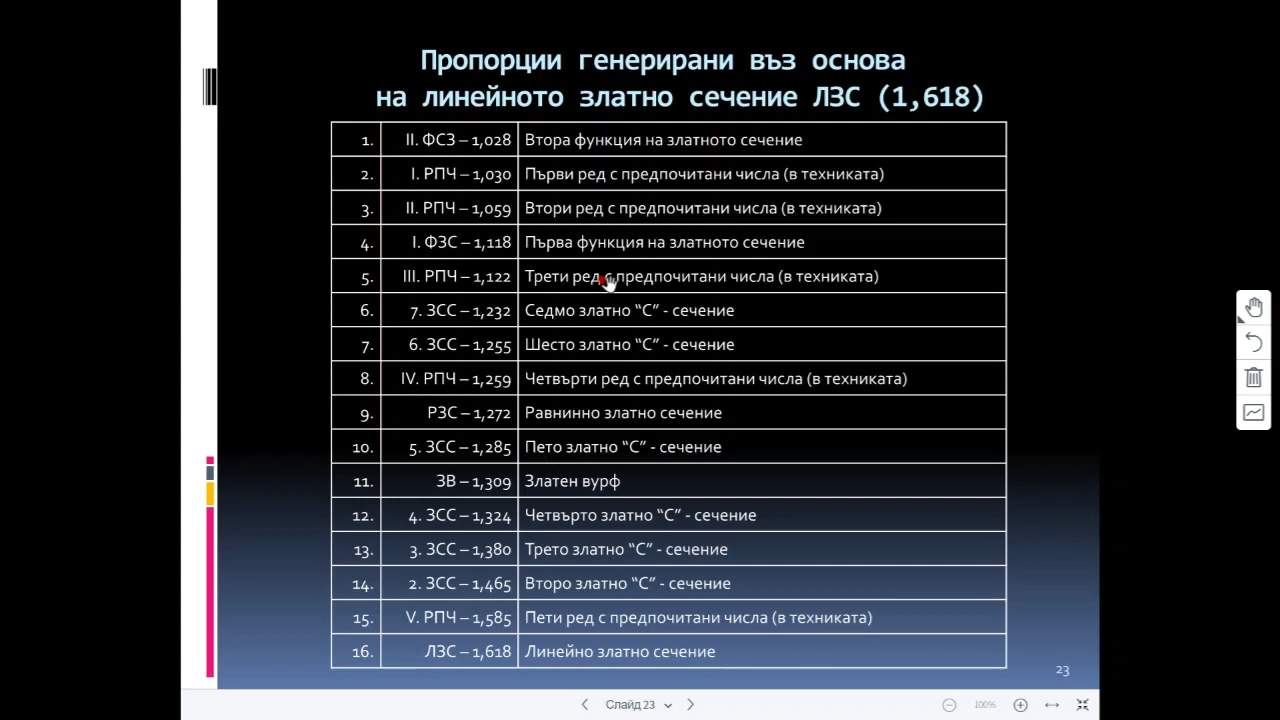 Пропорции генерирани въз основа
на линейното златно сечение ЛЗС (1,618)
1. II. ФСЗ – 1,028 Втора функция на златното сечение
2. I. РПЧ – 1,030 Първи ред с предпочитани числа (в техниката)
3. II. РПЧ – 1,059 Втори ред с предпочитани числа (в техниката)
4. I. ФЗС – 1,118 Първа функция на златното сечение
5. III. РПЧ – 1,122 Трети ред с предпочитани числа (в техниката)
6. 7. ЗСС – 1,232 Седмо златно “С” - сечение
7. 6. ЗСС – 1,255 Шесто златно “С” - сечение
8. IV. РПЧ – 1,259 Четвърти ред с предпочитани числа (в техниката)
9. РЗС – 1,272 Равнинно златно сечение
10. 5. ЗСС – 1,285 Пето златно “С” - сечение
11. ЗВ – 1,309 Златен вурф
12. 4. ЗСС – 1,324 Четвърто златно “С” - сечение
13. 3. ЗСС – 1,380 Трето златно “С” - сечение
14. 2. ЗСС – 1,465 Второ златно “С” - сечение
15. V. РПЧ – 1,585 Пети ред с предпочитани числа (в техниката)
16. ЛЗС – 1,618 Линейно златно сечение
23
Слайд 23
100%